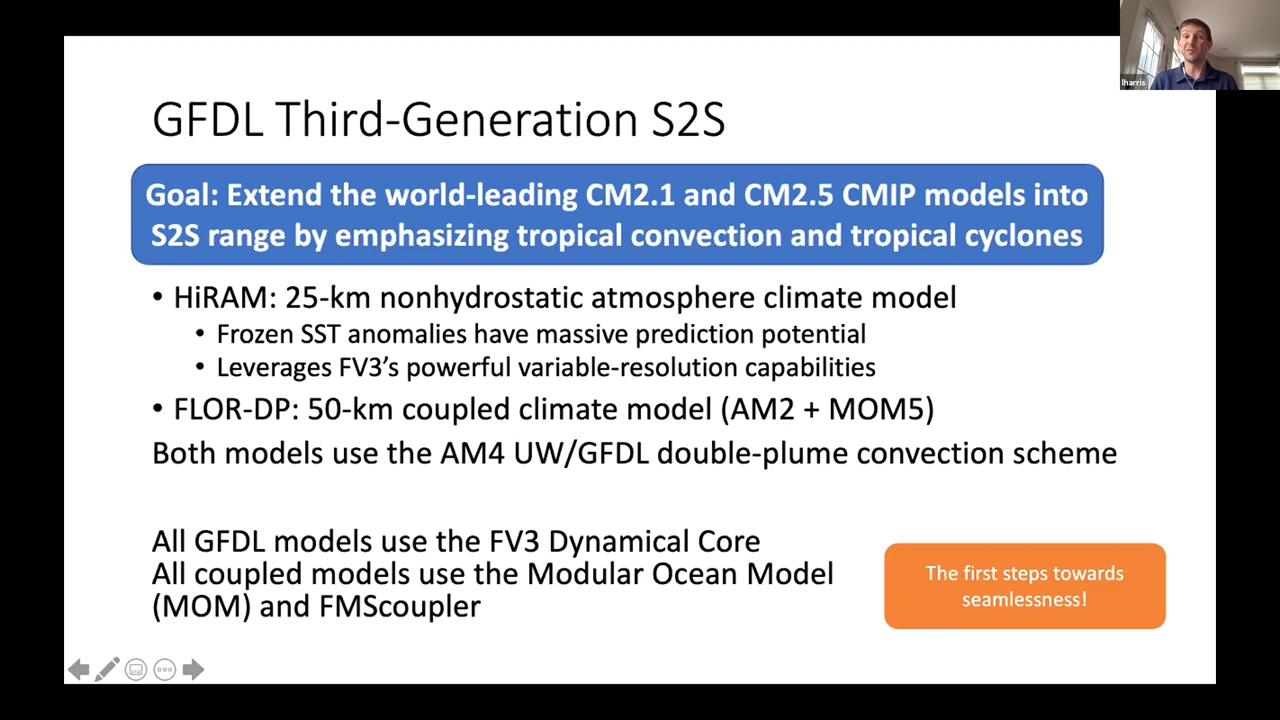 lharris
GFDL Third-Generation S2S
Goal: Extend the world-leading CM2.1 and CM2.5 CMIP models into
S2S range by emphasizing tropical convection and tropical cyclones
• HiRAM: 25-km nonhydrostatic atmosphere climate model
• Frozen SST anomalies have massive prediction potential
• Leverages FV3’s powerful variable-resolution capabilities
• FLOR-DP: 50-km coupled climate model (AM2 + MOM5)
Both models use the AM4 UW/GFDL double-plume convection scheme
All GFDL models use the FV3 Dynamical Core
All coupled models use the Modular Ocean Model
(MOM) and FMScoupler
The first steps towards
seamlessness!